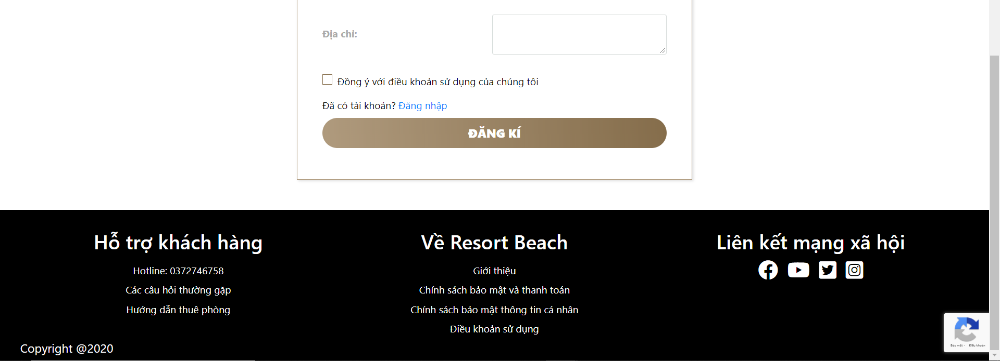 Địa chỉ:
Đồng ý với điều khoản sử dụng của chúng tôi
Đã có tài khoản? Đăng nhập
ĐĂNG KÍ
Hỗ trợ khách hàng
Hotline: 0372746758
Các câu hỏi thường gặp
Hướng dẫn thuê phòng
Về Resort Beach
Giới thiệu
Chính sách bảo mật và thanh toán
Chính sách bảo mật thông tin cá nhân
Điều khoản sử dụng
Liên kết mạng xã hội
Bảo mật - Điều khoản
Copyright @2020